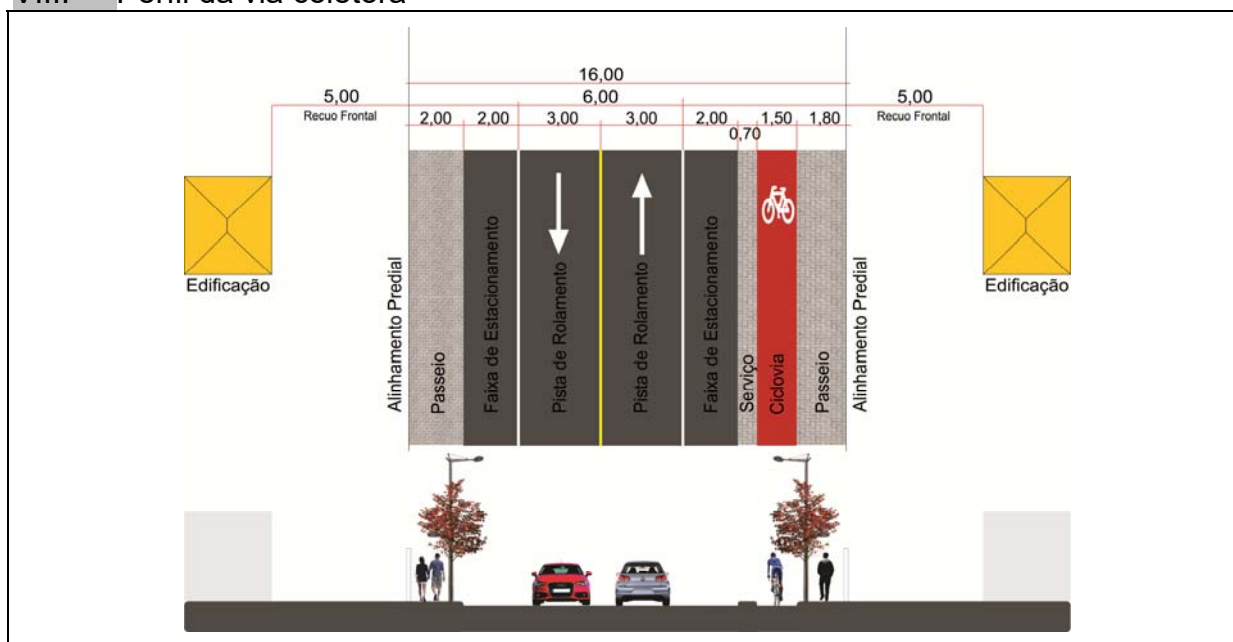 Perfil da via coletora
16,00
5,00 6,00 5,00
Recuo Frontal 2,00 2,00 3,00 3,00 2,00 0,70 1,50 1,80 Recuo Frontal
Edificação
Alinhamento Predial
Passeio
Faixa de Estacionamento
Pista de Rolamento
Pista de Rolamento
Faixa de Estacionamento
Serviço
Ciclovia
Passeio
Alinhamento Predial
Edificação